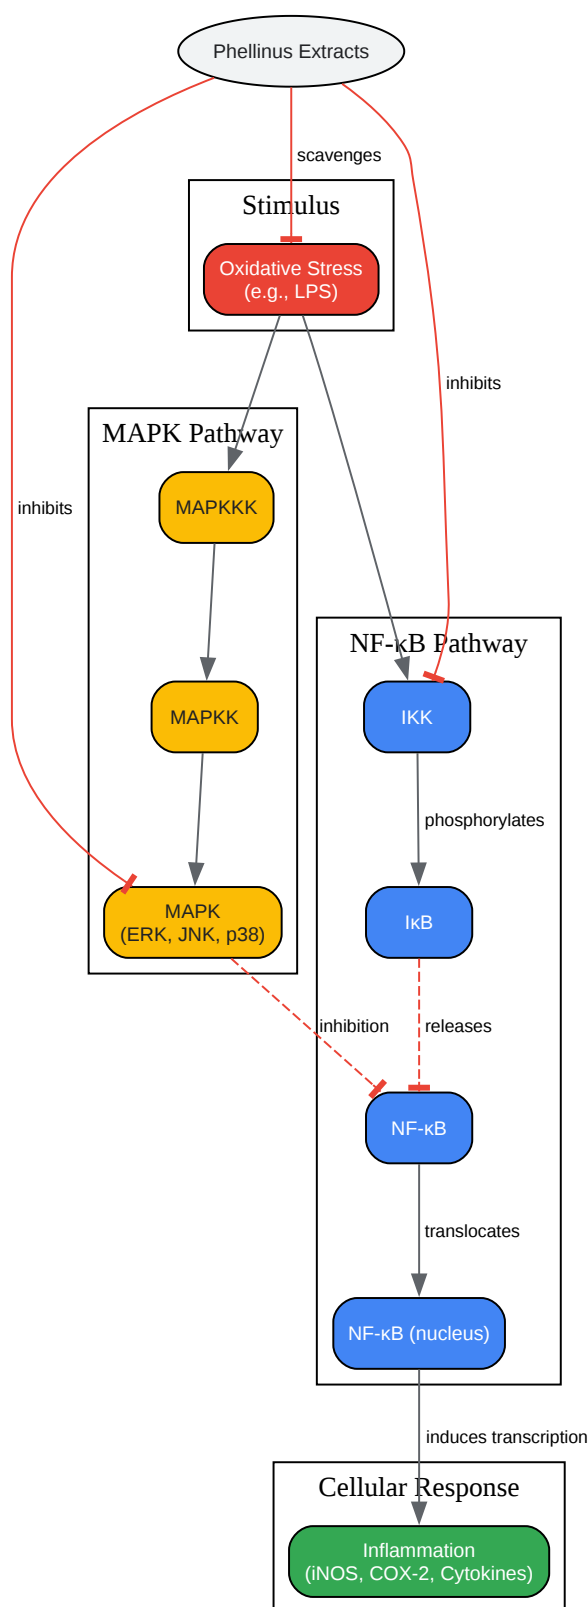 Phellinus Extracts
scavenges
Stimulus
Oxidative Stress
(e.g., LPS)
inhibits
MAPK Pathway
MAPKKK
inhibits
NF-κB Pathway
MAPKK
IKK
phosphorylates
MAPK
(ERK, JNK, p38)
IκB
inhibition
releases
NF-κB
translocates
NF-κB (nucleus)
induces transcription
Cellular Response
Inflammation
(iNOS, COX-2, Cytokines)